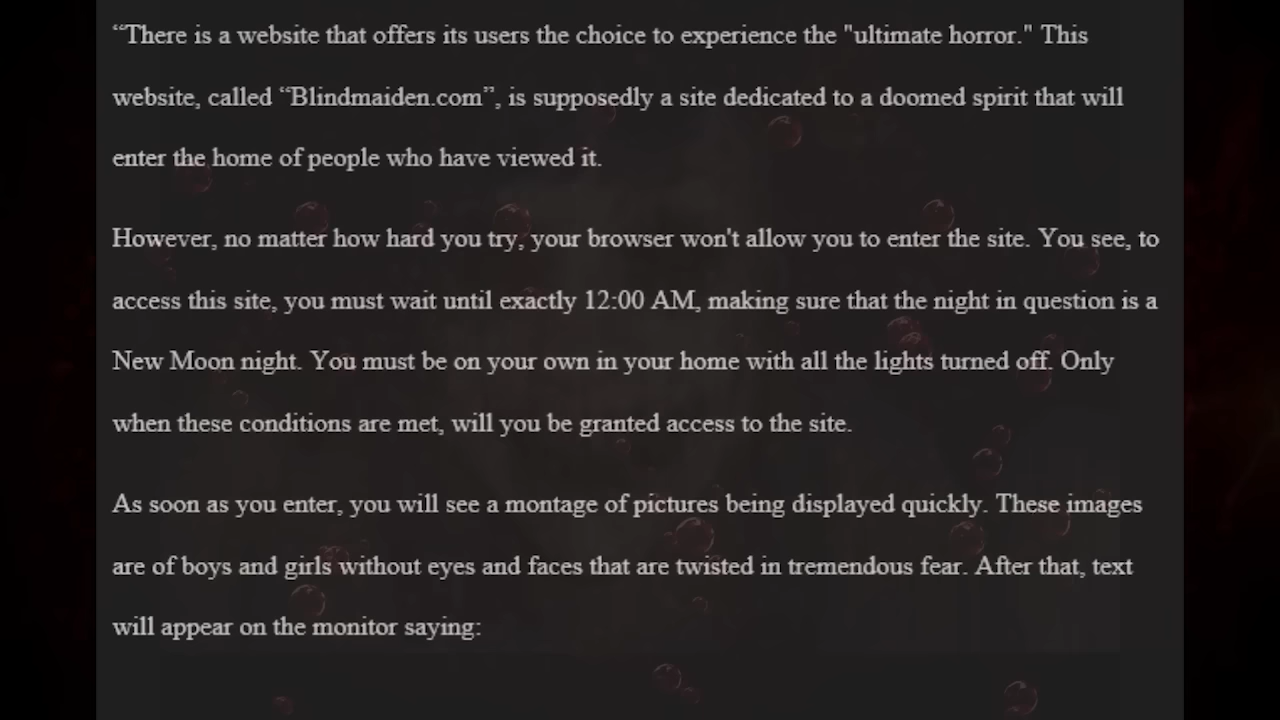 “There is a website that offers its users the choice to experience the "ultimate horror." This
website, called “Blindmaiden.com”, is supposedly a site dedicated to a doomed spirit that will
enter the home of people who have viewed it.
However, no matter how hard you try, your browser won't allow you to enter the site. You see, to
access this site, you must wait until exactly 12:00 AM, making sure that the night in question is a
New Moon night. You must be on your own in your home with all the lights turned off. Only
when these conditions are met, will you be granted access to the site.
As soon as you enter, you will see a montage of pictures being displayed quickly. These images
are of boys and girls without eyes and faces that are twisted in tremendous fear. After that, text
will appear on the monitor saying: